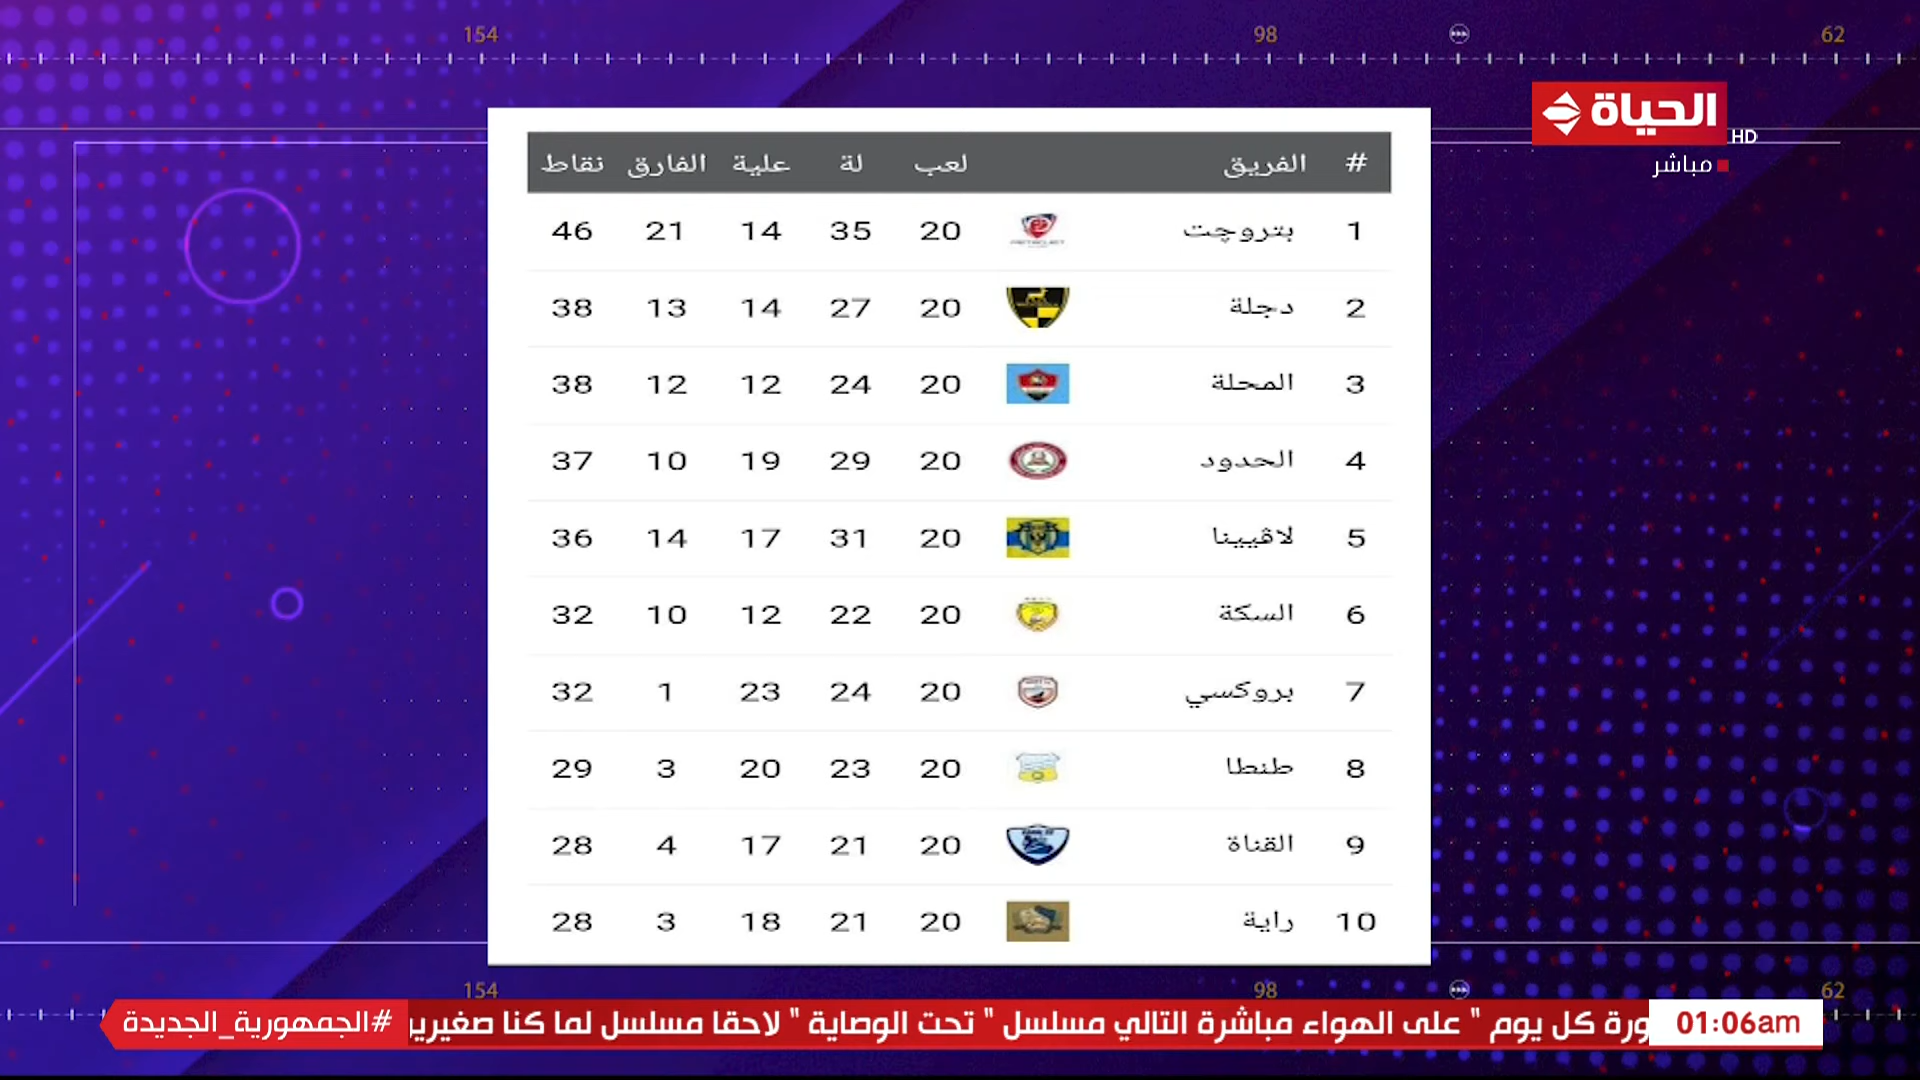 154 98 62
الحياة
HD
مباشر
# الفريق لعب لة علية الفارق نقاط
1 بتروچت 20 35 14 21 46
2 دجلة 20 27 14 13 38
3 المحلة 20 24 12 12 38
4 الحدود 20 29 19 10 37
5 لاڤيينا 20 31 17 14 36
6 السكة 20 22 12 10 32
7 بروكسي 20 24 23 1 32
8 طنطا 20 23 20 3 29
9 القناة 20 21 17 4 28
10 راية 20 21 18 3 28
154 98 62
01:06am
ورة كل يوم " على الهواء مباشرة التالي مسلسل " تحت الوصاية " لاحقا مسلسل لما كنا صغيرين
#الجمهورية_الجديدة